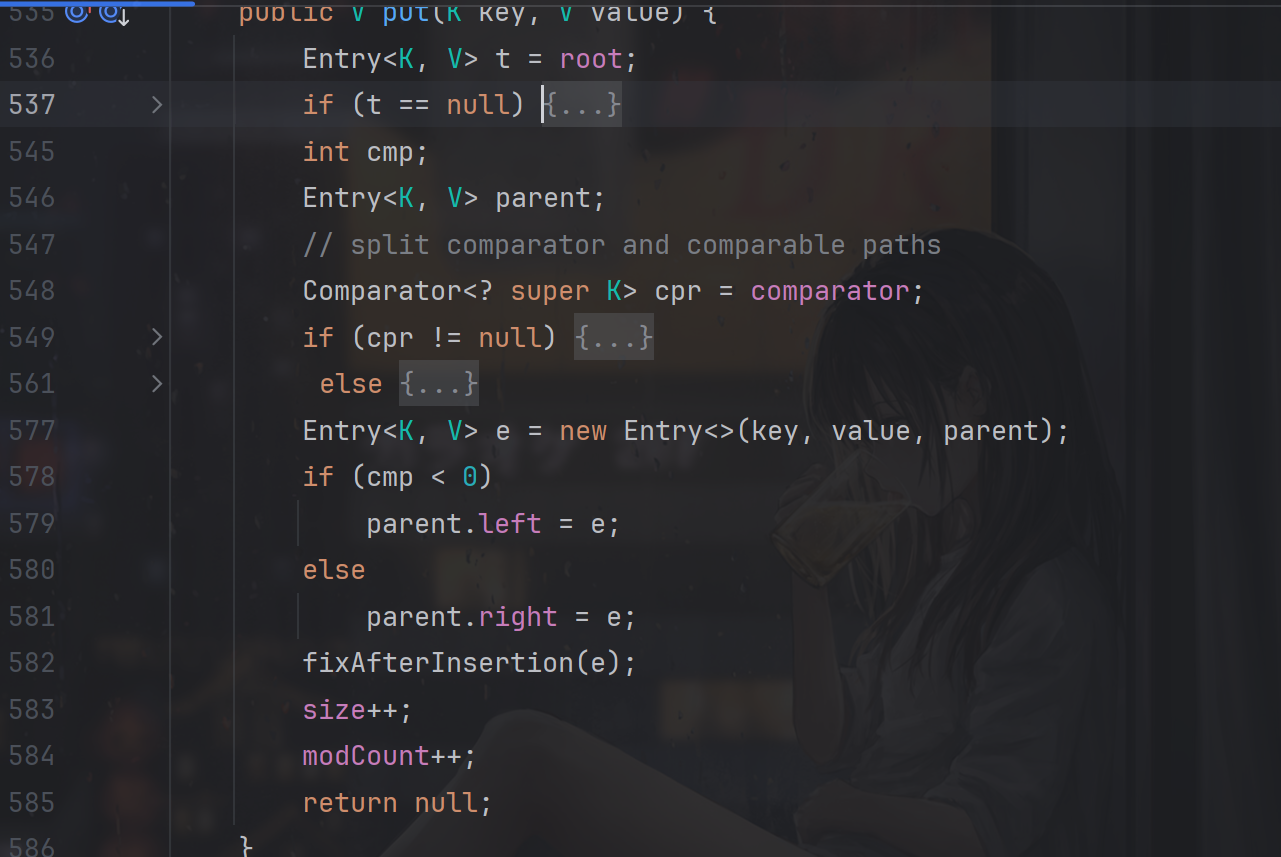 535 public V put(K key, V value) {
536 Entry<K, V> t = root;
537 if (t == null) {...}
545 int cmp;
546 Entry<K, V> parent;
547 // split comparator and comparable paths
548 Comparator<? super K> cpr = comparator;
549 if (cpr != null) {...}
561 else {...}
577 Entry<K, V> e = new Entry<>(key, value, parent);
578 if (cmp < 0)
579 parent.left = e;
580 else
581 parent.right = e;
582 fixAfterInsertion(e);
583 size++;
584 modCount++;
585 return null;
586 }